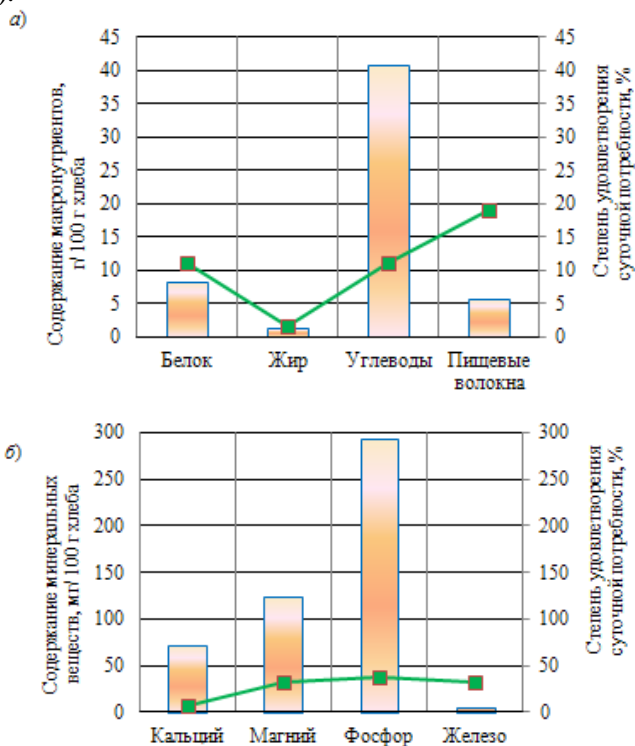 ).
а)
Содержание макронутриентов,
г/ 100 г хлеба
45
40
35
30
25
20
15
10
5
0
45
40
35
30
25
20
15
10
5
0
Степень удовлетворения
суточной потребности, %
Белок Жир Углеводы Пищевые
волокна
б)
Содержание минеральных
веществ, мг/ 100 г хлеба
300
250
200
150
100
50
0
300
250
200
150
100
50
0
Степень удовлетворения
суточной потребности, %
Кальций Магний Фосфор Железо